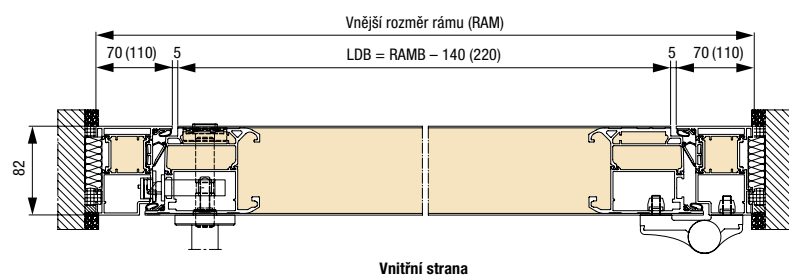 Vnější rozměr rámu (RAM)
70 (110) 5 LDB = RAMB – 140 (220) 5 70 (110)
82
Vnitřní strana